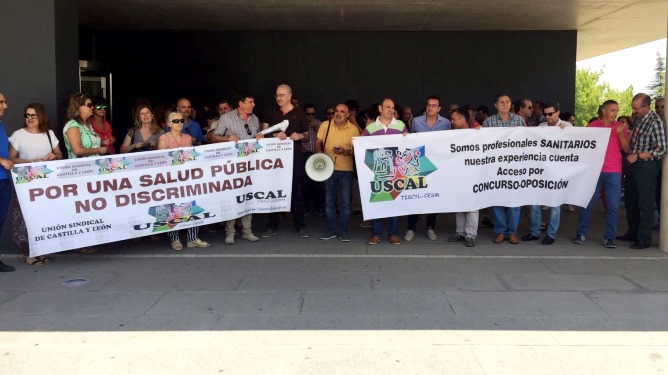 POR UNA SALUD PÚBLICA
NO DISCRIMINADA
UNIÓN SINDICAL
DE CASTILLA Y LEÓN
USCAL
USCAL
USCAL
TISCYL-CESM
Somos profesionales SANITARIOS
nuestra experiencia cuenta
Acceso por
CONCURSO-OPOSICIÓN